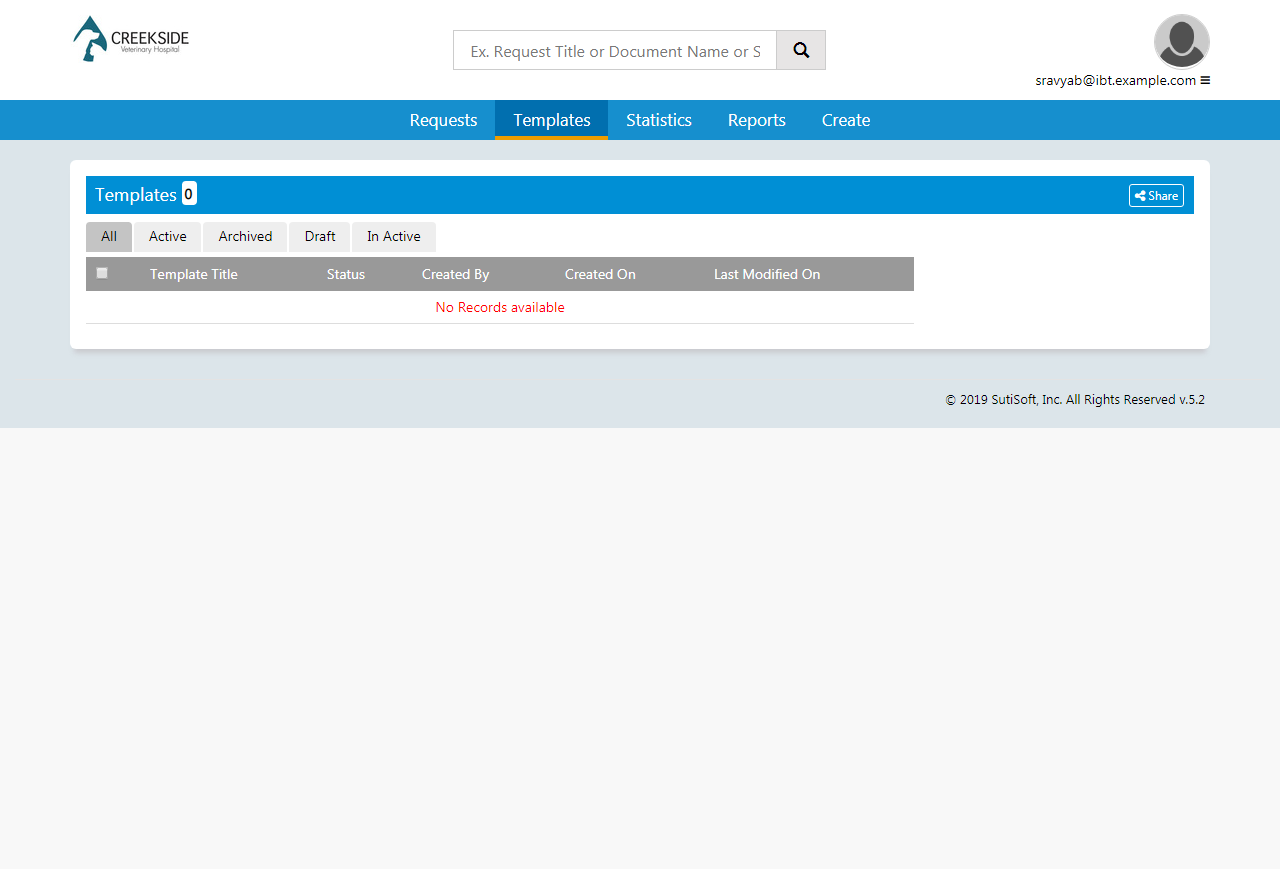 CREEKSIDE
Veterinary Hospital
Ex. Request Title or Document Name or S
sravyab@ibt.example.com
Requests Templates Statistics Reports Create
Templates 0 Share
All Active Archived Draft In Active
Template Title Status Created By Created On Last Modified On
No Records available
© 2019 SutiSoft, Inc. All Rights Reserved v.5.2